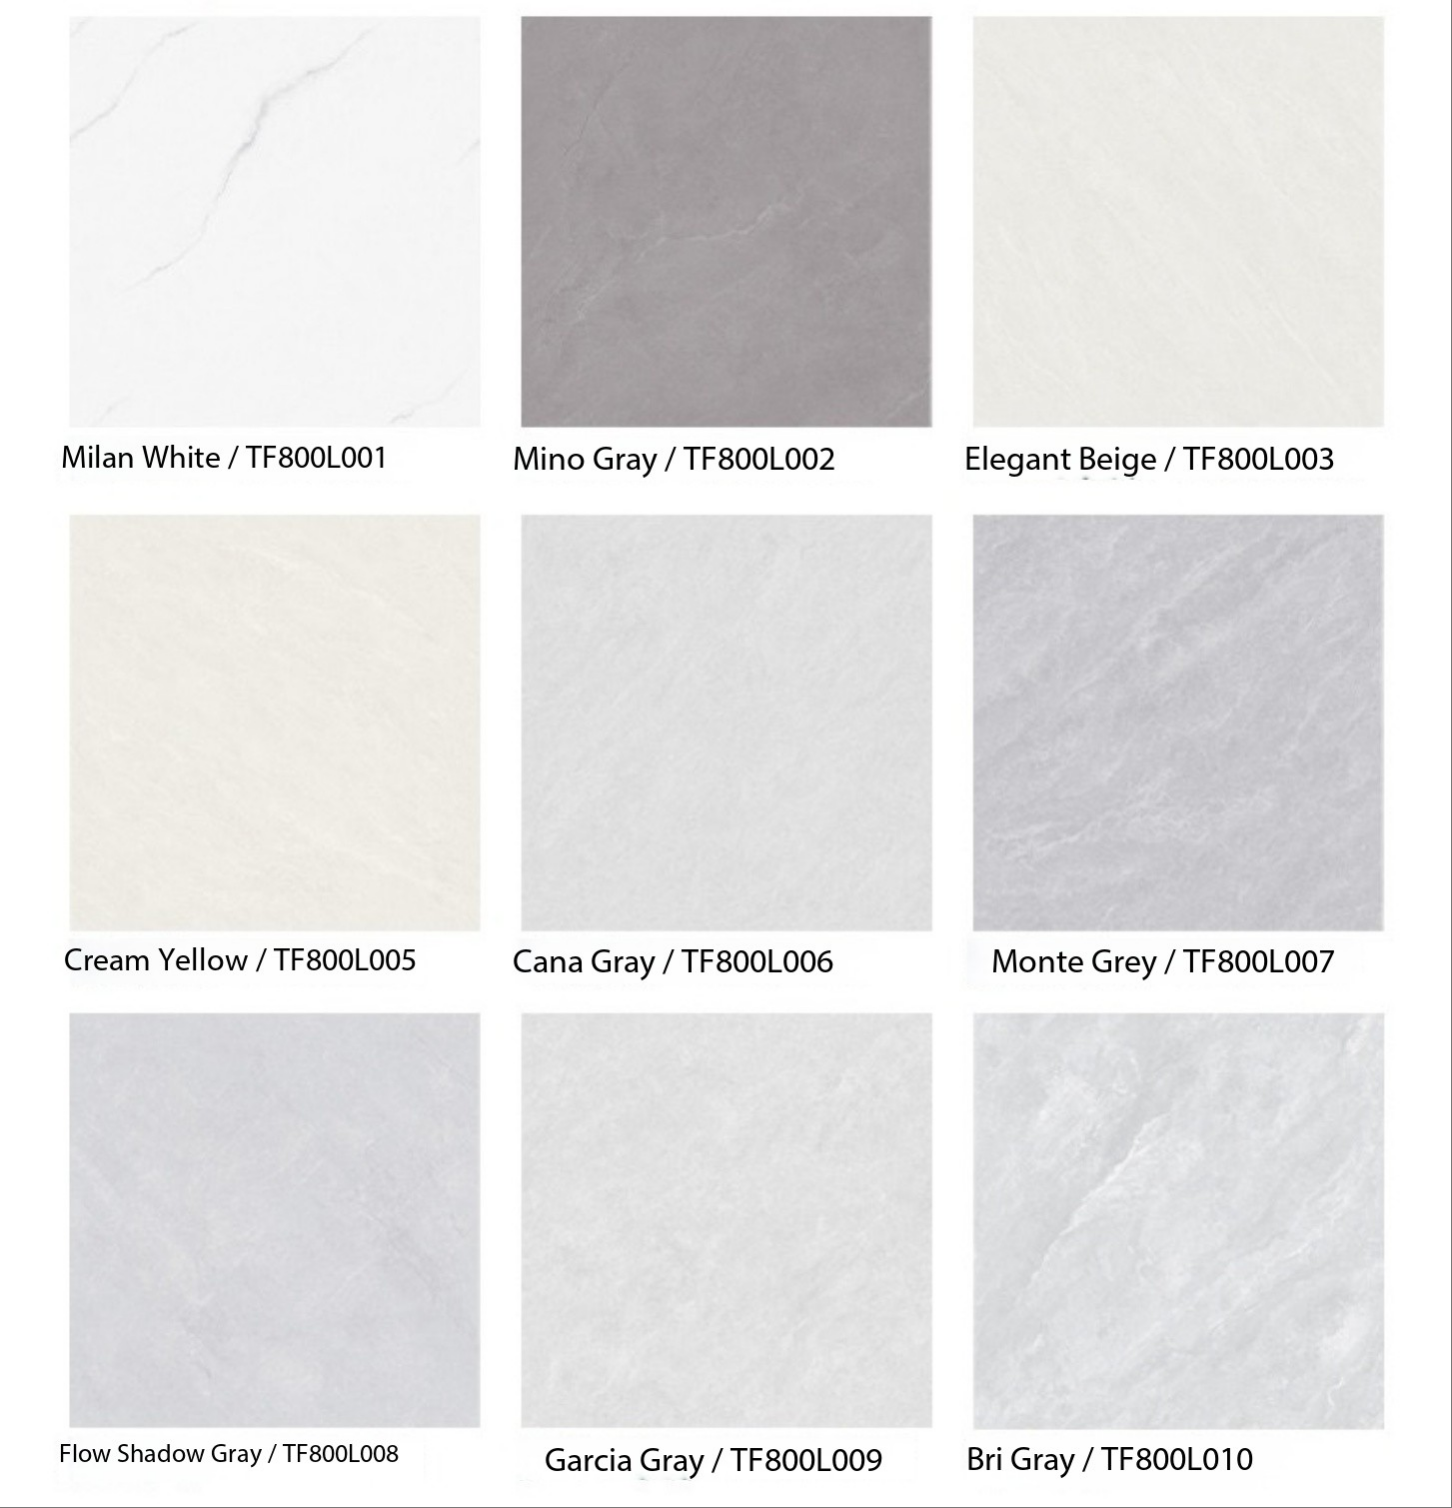 Milan White / TF800L001
Mino Gray / TF800L002
Elegant Beige / TF800L003
Cream Yellow / TF800L005
Cana Gray / TF800L006
Monte Grey / TF800L007
Flow Shadow Gray / TF800L008
Garcia Gray / TF800L009
Bri Gray / TF800L010